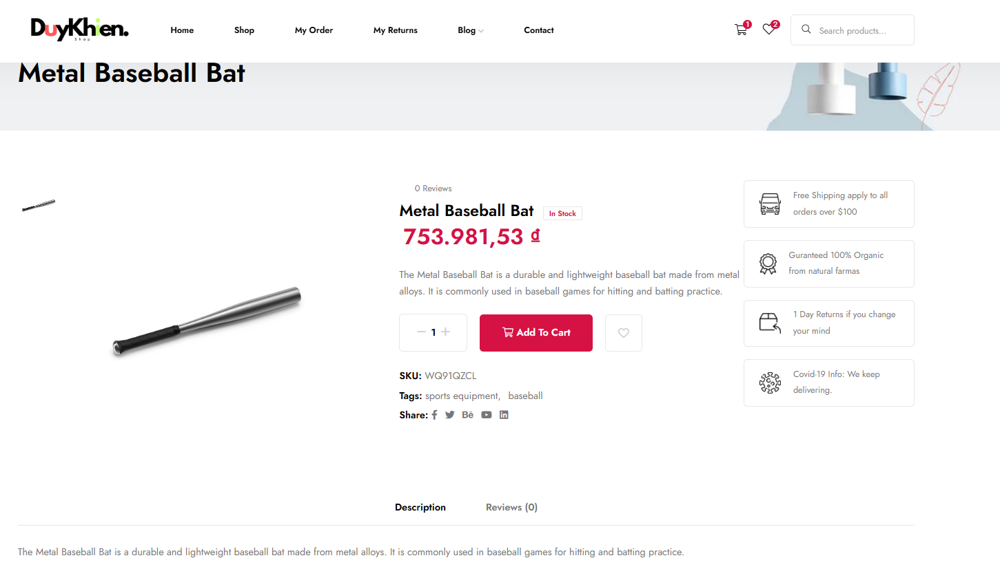 DuyKhien.
Shop
Home
Shop
My Order
My Returns
Blog
Contact
1
2
Search products...
Metal Baseball Bat
0 Reviews
Metal Baseball Bat
In Stock
753.981,53 ₫
The Metal Baseball Bat is a durable and lightweight baseball bat made from metal
alloys. It is commonly used in baseball games for hitting and batting practice.
1
Add To Cart
SKU: WQ91QZCL
Tags: sports equipment, baseball
Share:
Free Shipping apply to all
orders over $100
Guranteed 100% Organic
from natural farmas
1 Day Returns if you change
your mind
Covid-19 Info: We keep
delivering.
Description
Reviews (0)
The Metal Baseball Bat is a durable and lightweight baseball bat made from metal alloys. It is commonly used in baseball games for hitting and batting practice.